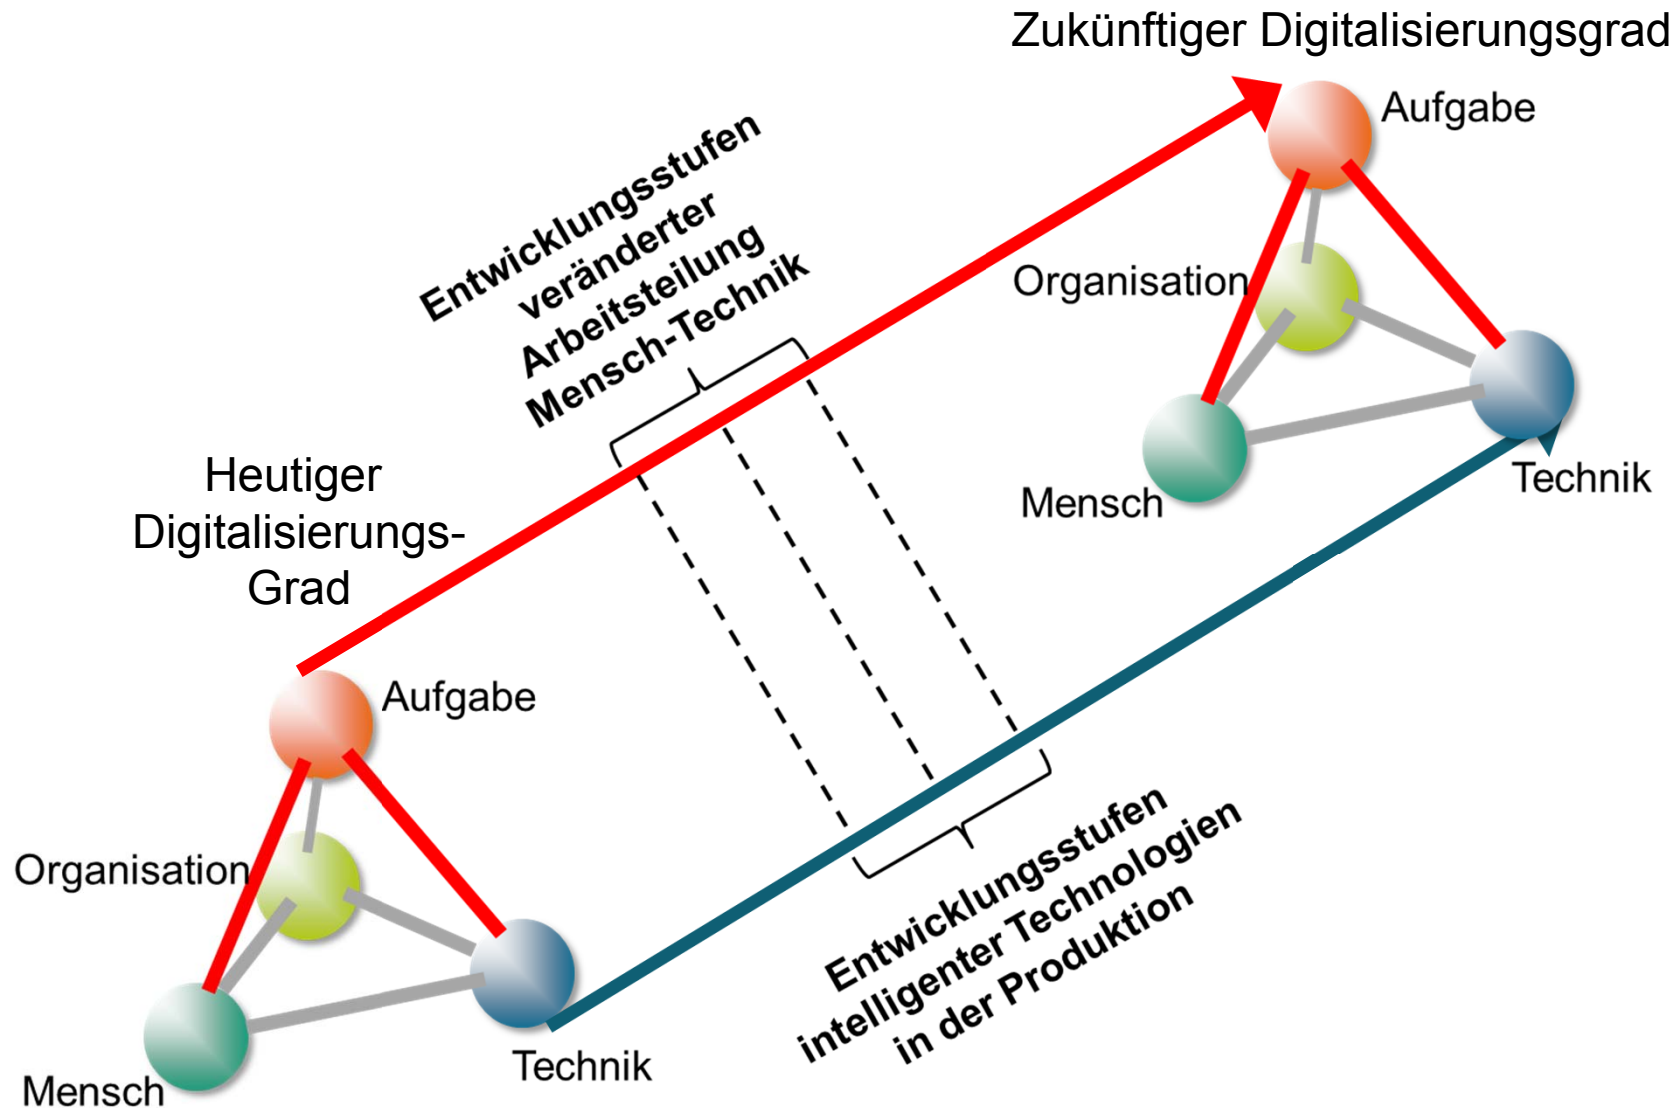 Zukünftiger Digitalisierungsgrad
Aufgabe
Organisation
Mensch
Technik
Entwicklungsstufen
veränderter
Arbeitsteilung
Mensch-Technik
Heutiger
Digitalisierungs-
Grad
Aufgabe
Organisation
Mensch
Technik
Entwicklungsstufen
intelligenter Technologien
in der Produktion